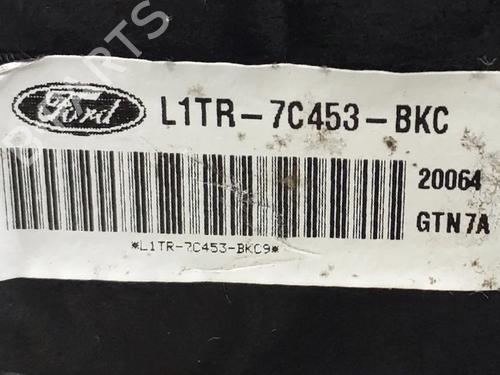 Ford
L1TR-7C453-BKC
20064
GTN7A
*L1TR-7C453-BKC9*